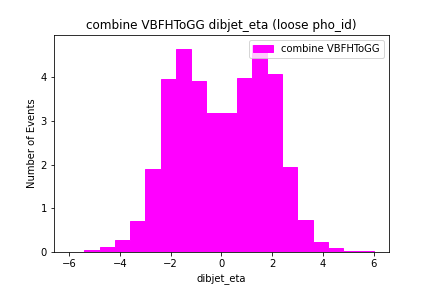 combine VBFHToGG dibjet_eta (loose pho_id)
combine VBFHToGG
Number of Events
4
3
2
1
0
−6 −4 −2 0 2 4 6
dibjet_eta